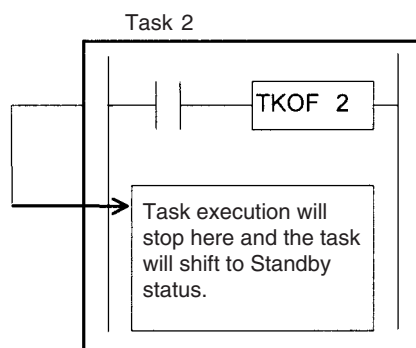 Task 2
TKOF 2
Task execution will
stop here and the task
will shift to Standby
status.